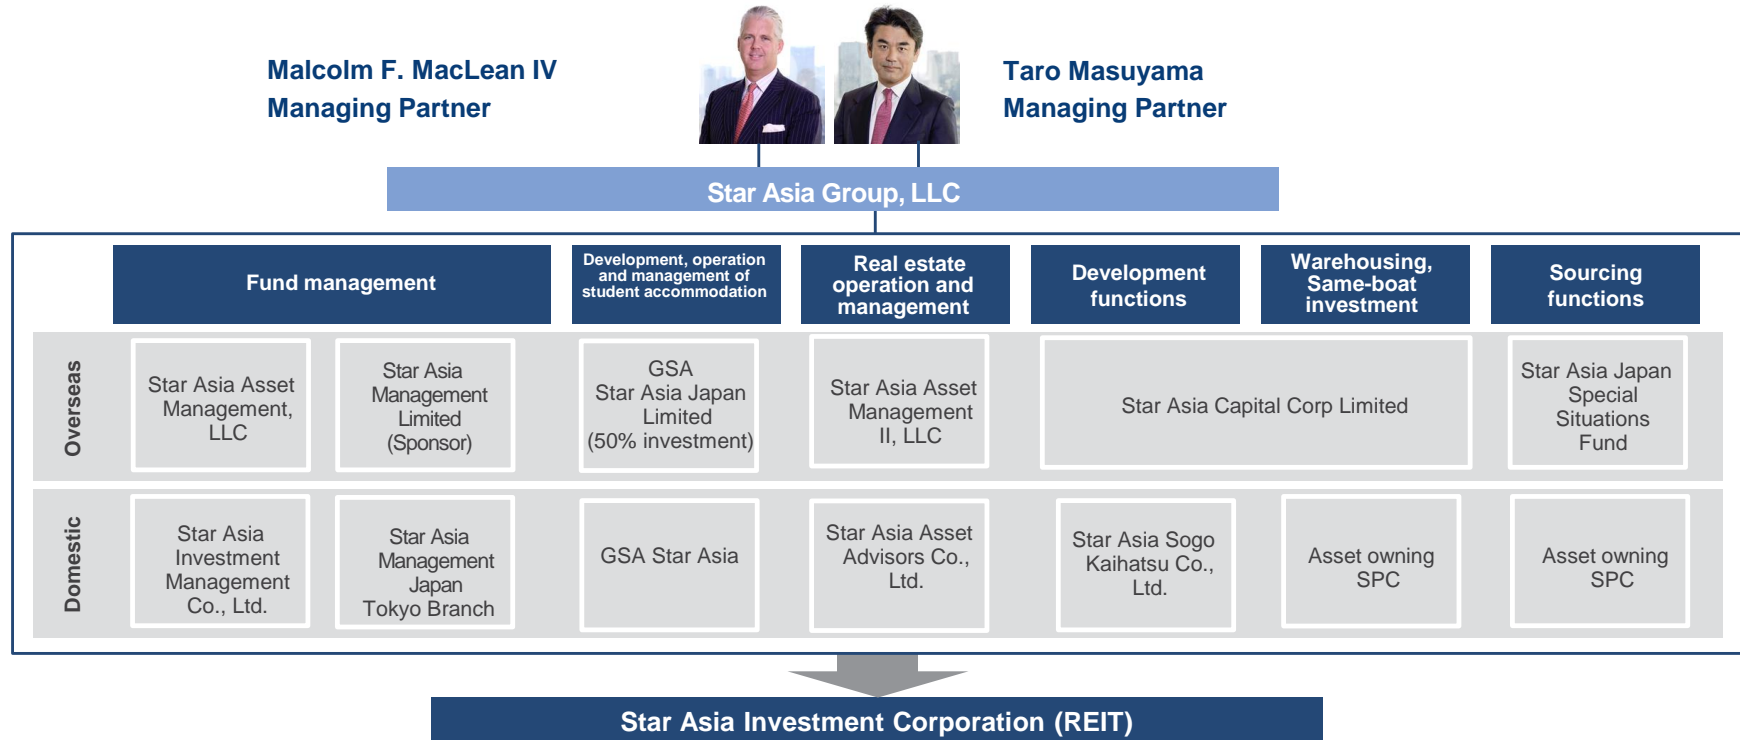 Malcolm F. MacLean IV
Managing Partner
Taro Masuyama
Managing Partner
Star Asia Group, LLC
Fund management
Development, operation
and management of
student accommodation
Real estate
operation and
management
Development
functions
Warehousing,
Same-boat
investment
Sourcing
functions
Overseas
Star Asia Asset
Management,
LLC
Star Asia
Management
Limited
(Sponsor)
GSA
Star Asia Japan
Limited
(50% investment)
Star Asia Asset
Management
II, LLC
Star Asia Capital Corp Limited
Star Asia Japan
Special
Situations
Fund
Domestic
Star Asia
Investment
Management
Co., Ltd.
Star Asia
Management
Japan
Tokyo Branch
GSA Star Asia
Star Asia Asset
Advisors Co.,
Ltd.
Star Asia Sogo
Kaihatsu Co.,
Ltd.
Asset owning
SPC
Asset owning
SPC
Star Asia Investment Corporation (REIT)